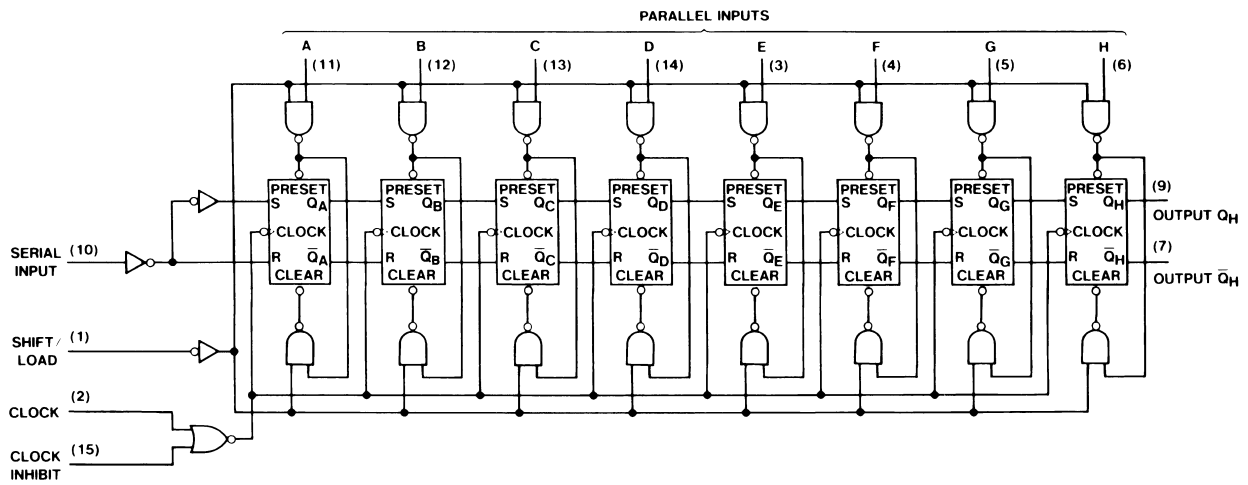 PARALLEL INPUTS
A B C D E F G H
(11) (12) (13) (14) (3) (4) (5) (6)
PRESET PRESET PRESET PRESET PRESET PRESET PRESET PRESET (9)
S Q_A S Q_B S Q_C S Q_D S Q_E S Q_F S Q_G S Q_H
OUTPUT Q_H
CLOCK CLOCK CLOCK CLOCK CLOCK CLOCK CLOCK CLOCK
SERIAL INPUT (10)
R Q̅_A R Q̅_B R Q̅_C R Q̅_D R Q̅_E R Q̅_F R Q̅_G R Q̅_H (7)
CLEAR CLEAR CLEAR CLEAR CLEAR CLEAR CLEAR CLEAR
OUTPUT Q̅_H
SHIFT/ (1)
LOAD
(2)
CLOCK
(15)
CLOCK
INHIBIT